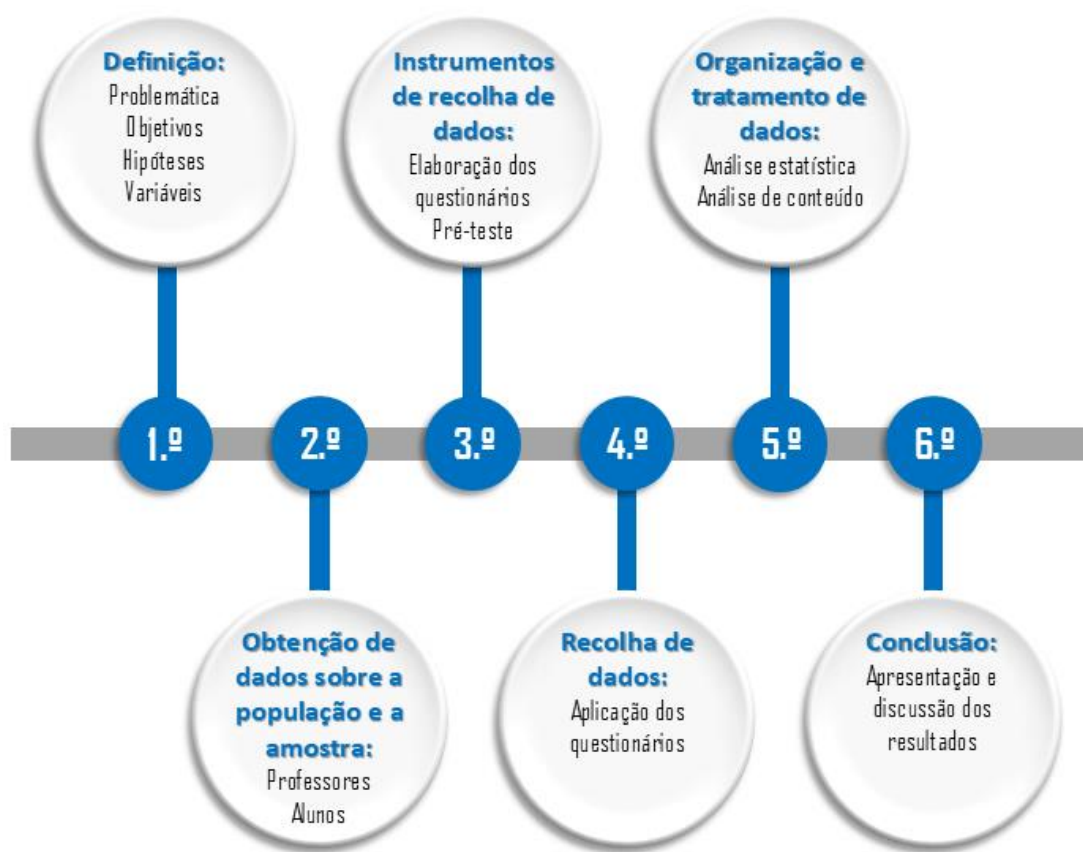 Definição:
Problemática
Objetivos
Hipóteses
Variáveis
Instrumentos
de recolha de
dados:
Elaboração dos
questionários
Pré-teste
Organização e
tratamento de
dados:
Análise estatística
Análise de conteúdo
1.º
2.º
3.º
4.º
5.º
6.º
Obtenção de
dados sobre a
população e a
amostra:
Professores
Alunos
Recolha de
dados:
Aplicação dos
questionários
Conclusão:
Apresentação e
discussão dos
resultados